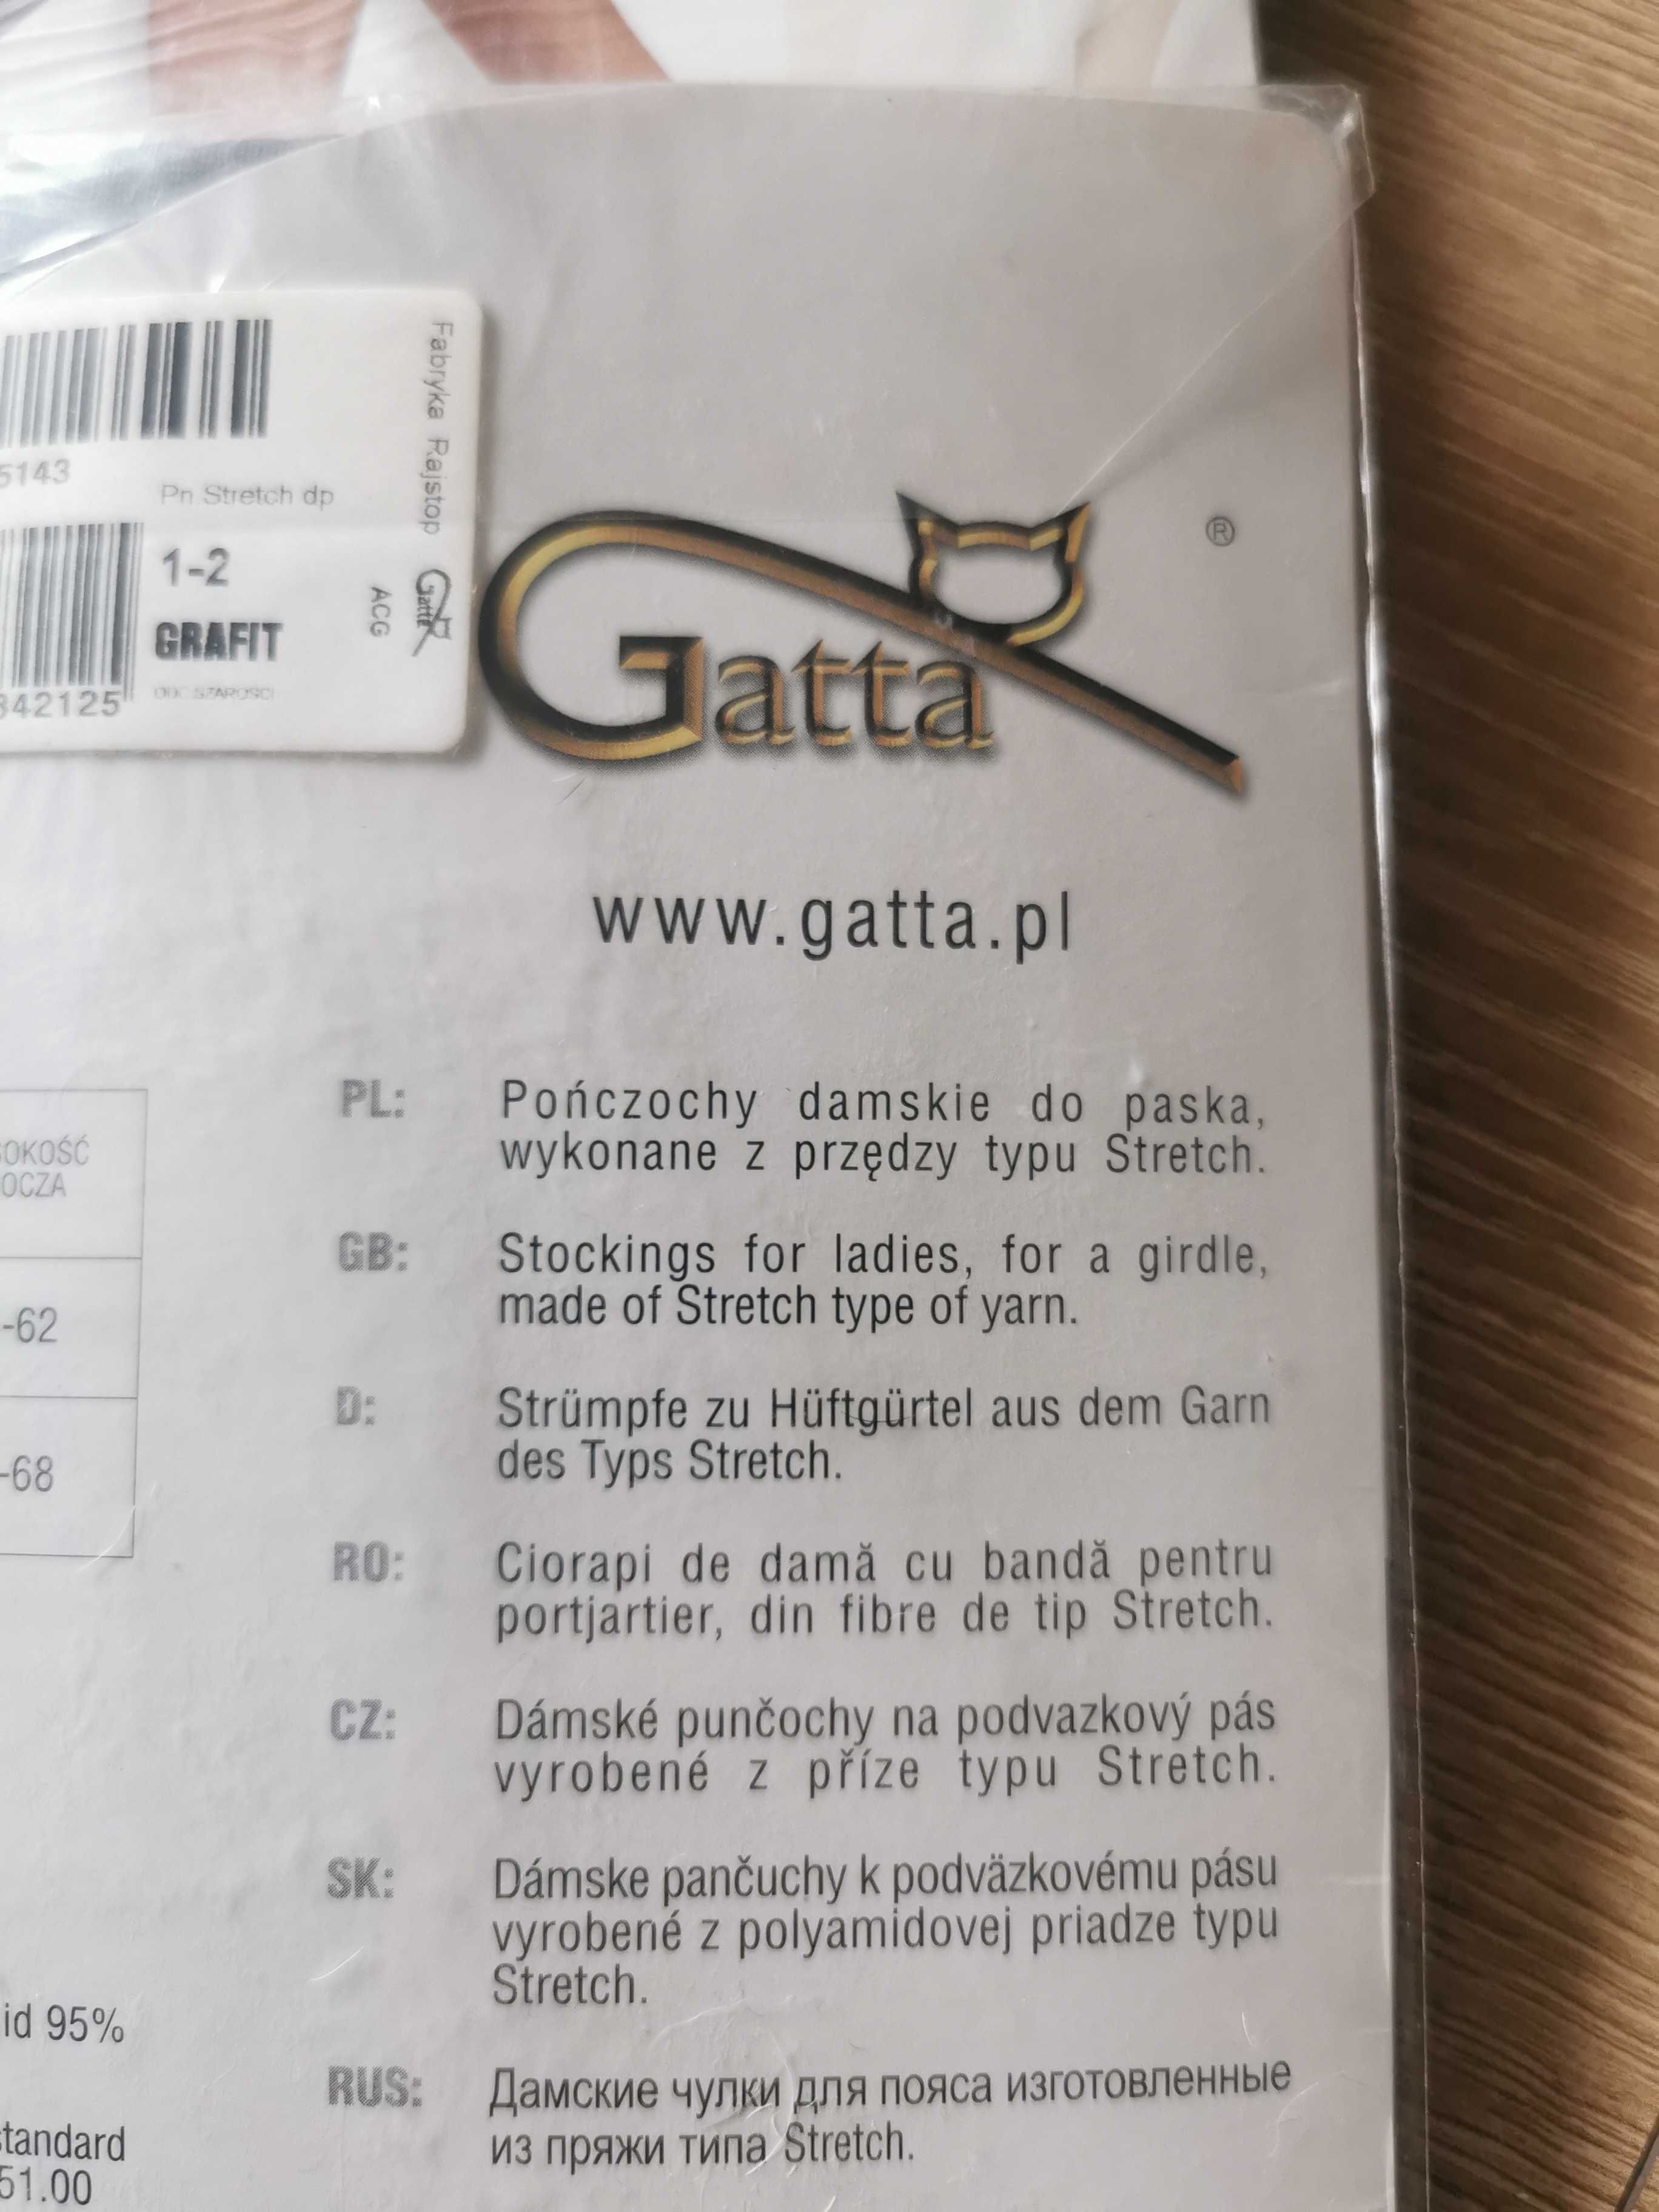 Fabryka Rajstop Gatta
ACG
5143
Pn Stretch dp
1-2
GRAFIT
ODC SZAROŚCI
342125
Gatta
®
www.gatta.pl
OKOŚĆ
OCZA
-62
-68
id 95%
tandard
51.00
PL: Pończochy damskie do paska,
wykonane z przędzy typu Stretch.
GB: Stockings for ladies, for a girdle,
made of Stretch type of yarn.
D: Strümpfe zu Hüftgürtel aus dem Garn
des Typs Stretch.
RO: Ciorapi de damă cu bandă pentru
portjartier, din fibre de tip Stretch.
CZ: Dámské punčochy na podvazkový pás
vyrobené z příze typu Stretch.
SK: Dámske pančuchy k podväzkovému pásu
vyrobené z polyamidovej priadze typu
Stretch.
RUS: Дамские чулки для пояса изготовленные
из пряжи типа Stretch.